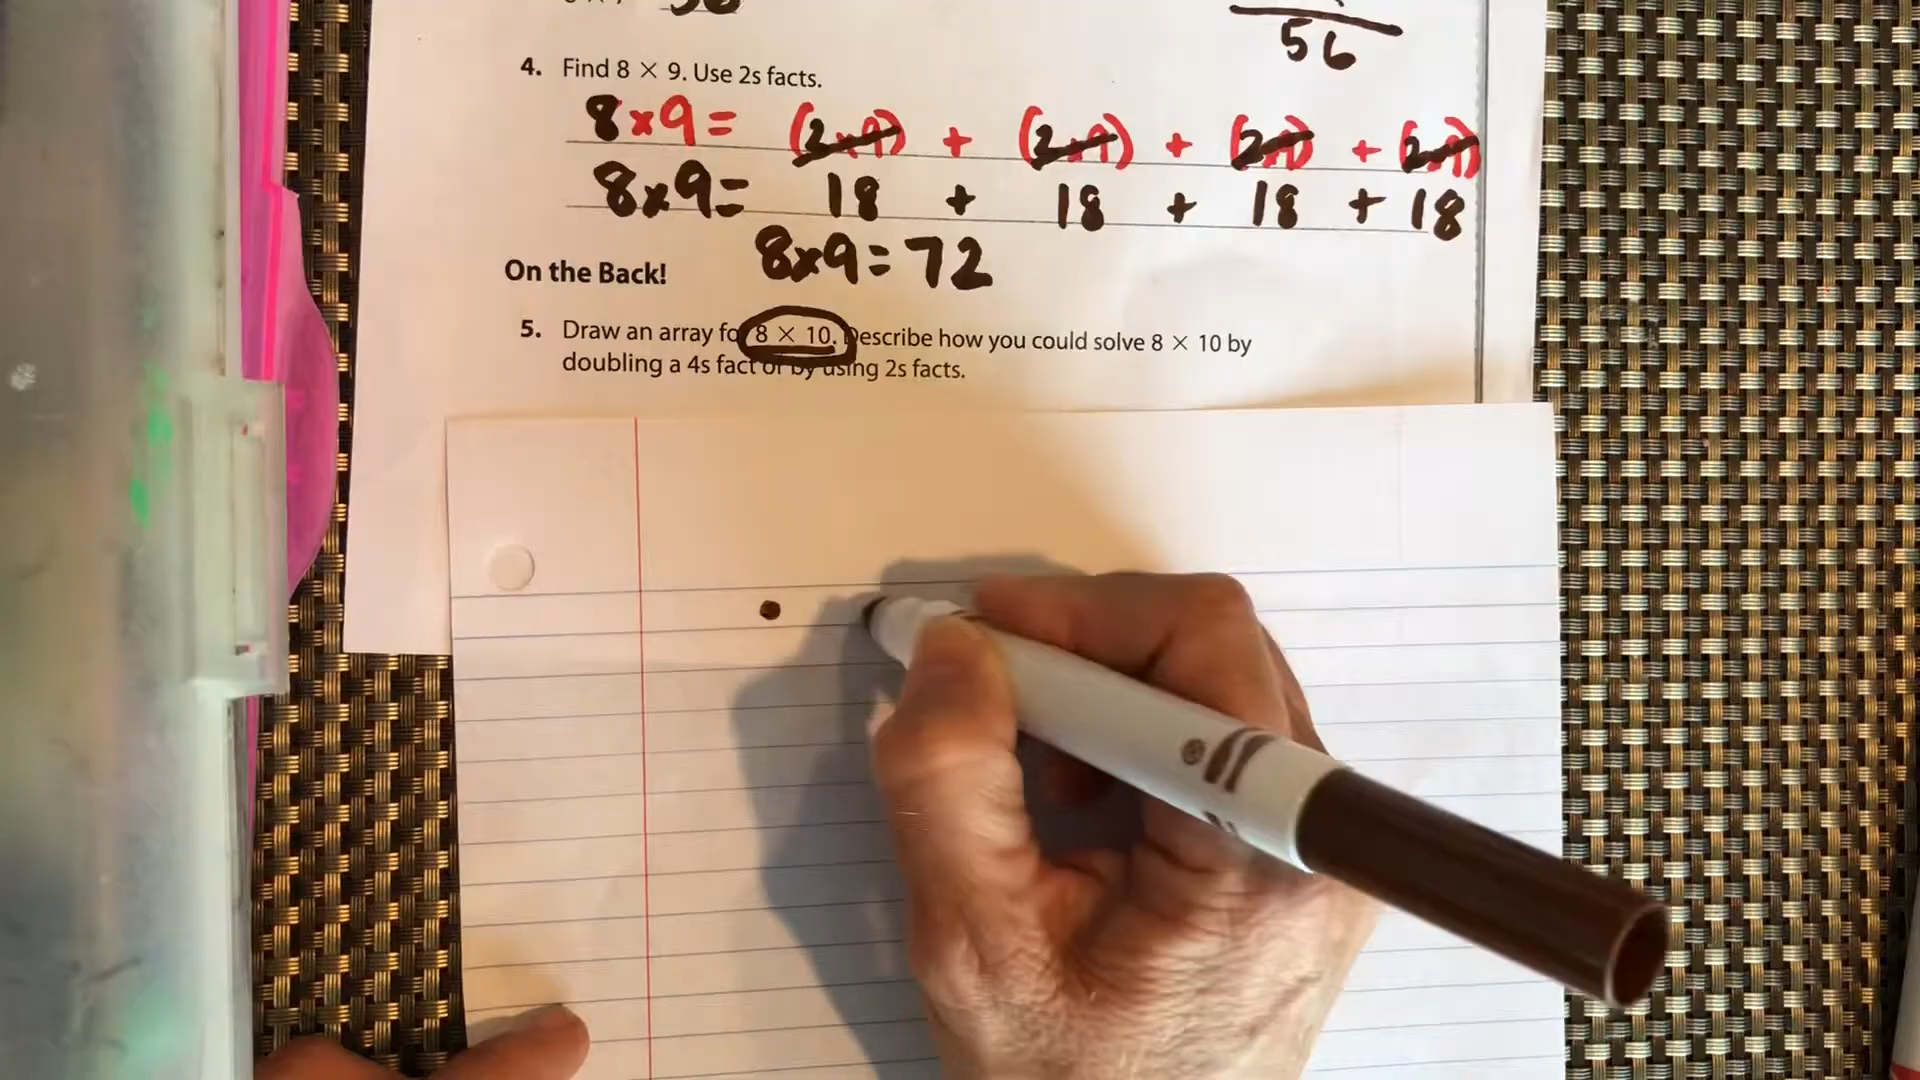 56
4. Find 8 × 9. Use 2s facts.
8×9= (2×9) + (2×9) + (2×9) + (2×9)
8×9= 18 + 18 + 18 + 18
8×9=72
On the Back!
5. Draw an array for 8 × 10. Describe how you could solve 8 × 10 by
doubling a 4s fact or by using 2s facts.